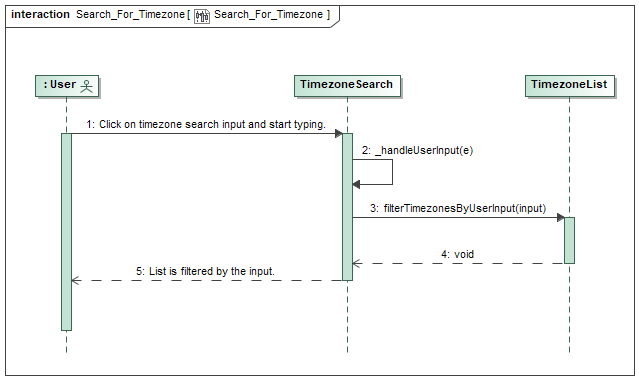 interaction Search_For_Timezone [ Search_For_Timezone ]
: User
TimezoneSearch
TimezoneList
1: Click on timezone search input and start typing.
2: _handleUserInput(e)
3: filterTimezonesByUserInput(input)
4: void
5: List is filtered by the input.